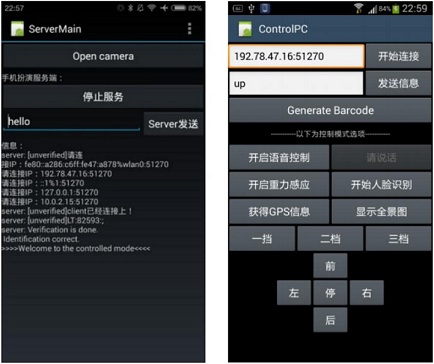 22:57
82%
ServerMain
Open camera
手机扮演服务端：
停止服务
hello
Server发送
信息：
server: [unverified]请连
接IP：fe80::a286:c6ff:fe47:a878%wlan0:51270
请连接IP：192.78.47.16:51270
请连接IP：::1%1:51270
请连接IP：127.0.0.1:51270
请连接IP：10.0.2.15:51270
server: [unverified]client已经连接上！
server: [unverified]LT:82593:;
server: Verification is done.
Identification correct.
>>>>Welcome to the controlled mode<<<<
84% 22:59
ControlPC
192.78.47.16:51270
开始连接
up
发送信息
Generate Barcode
----------以下为控制模式选项----------
开启语音控制
请说话
开启重力感应
开始人脸识别
获得GPS信息
显示全景图
一挡
二档
三档
前
左
停
右
后